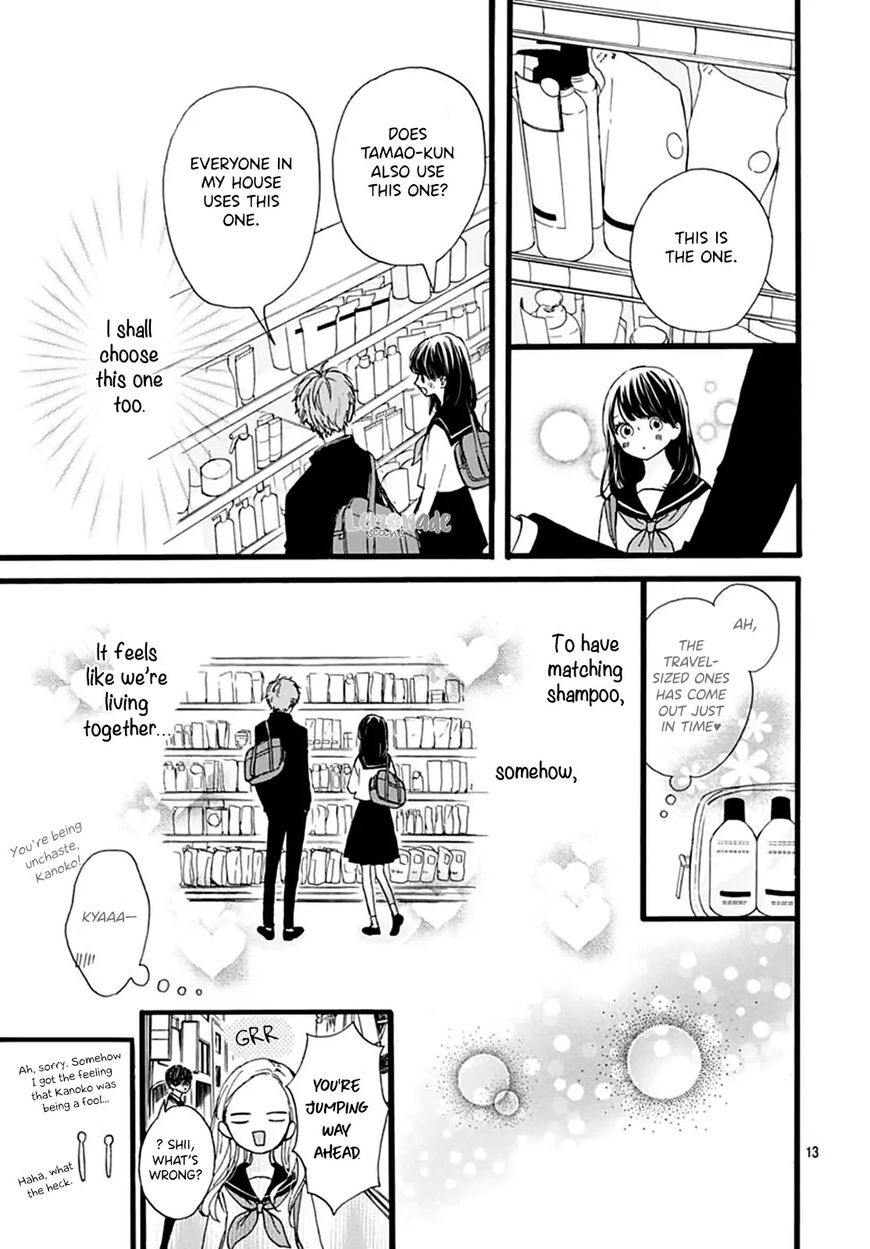 THIS IS
THE ONE.
DOES
TAMAO-KUN
ALSO USE
THIS ONE?
EVERYONE IN
MY HOUSE
USES THIS
ONE.
I shall
choose
this one
too.
Lemonade
scans
AH,
THE
TRAVEL-
SIZED ONES
HAS COME
OUT JUST
IN TIME♥
To have
matching
shampoo,
somehow,
It feels
like we're
living
together...
You're being
unchaste,
Kanoko!
KYAAA—
YOU'RE
JUMPING
WAY
AHEAD.
GRR
? SHII,
WHAT'S
WRONG?
Ah, sorry. Somehow
I got the feeling
that Kanoko was
being a fool...
Haha, what
the heck.
13